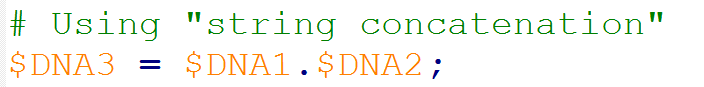 # Using "string concatenation"
$DNA3 = $DNA1.$DNA2;